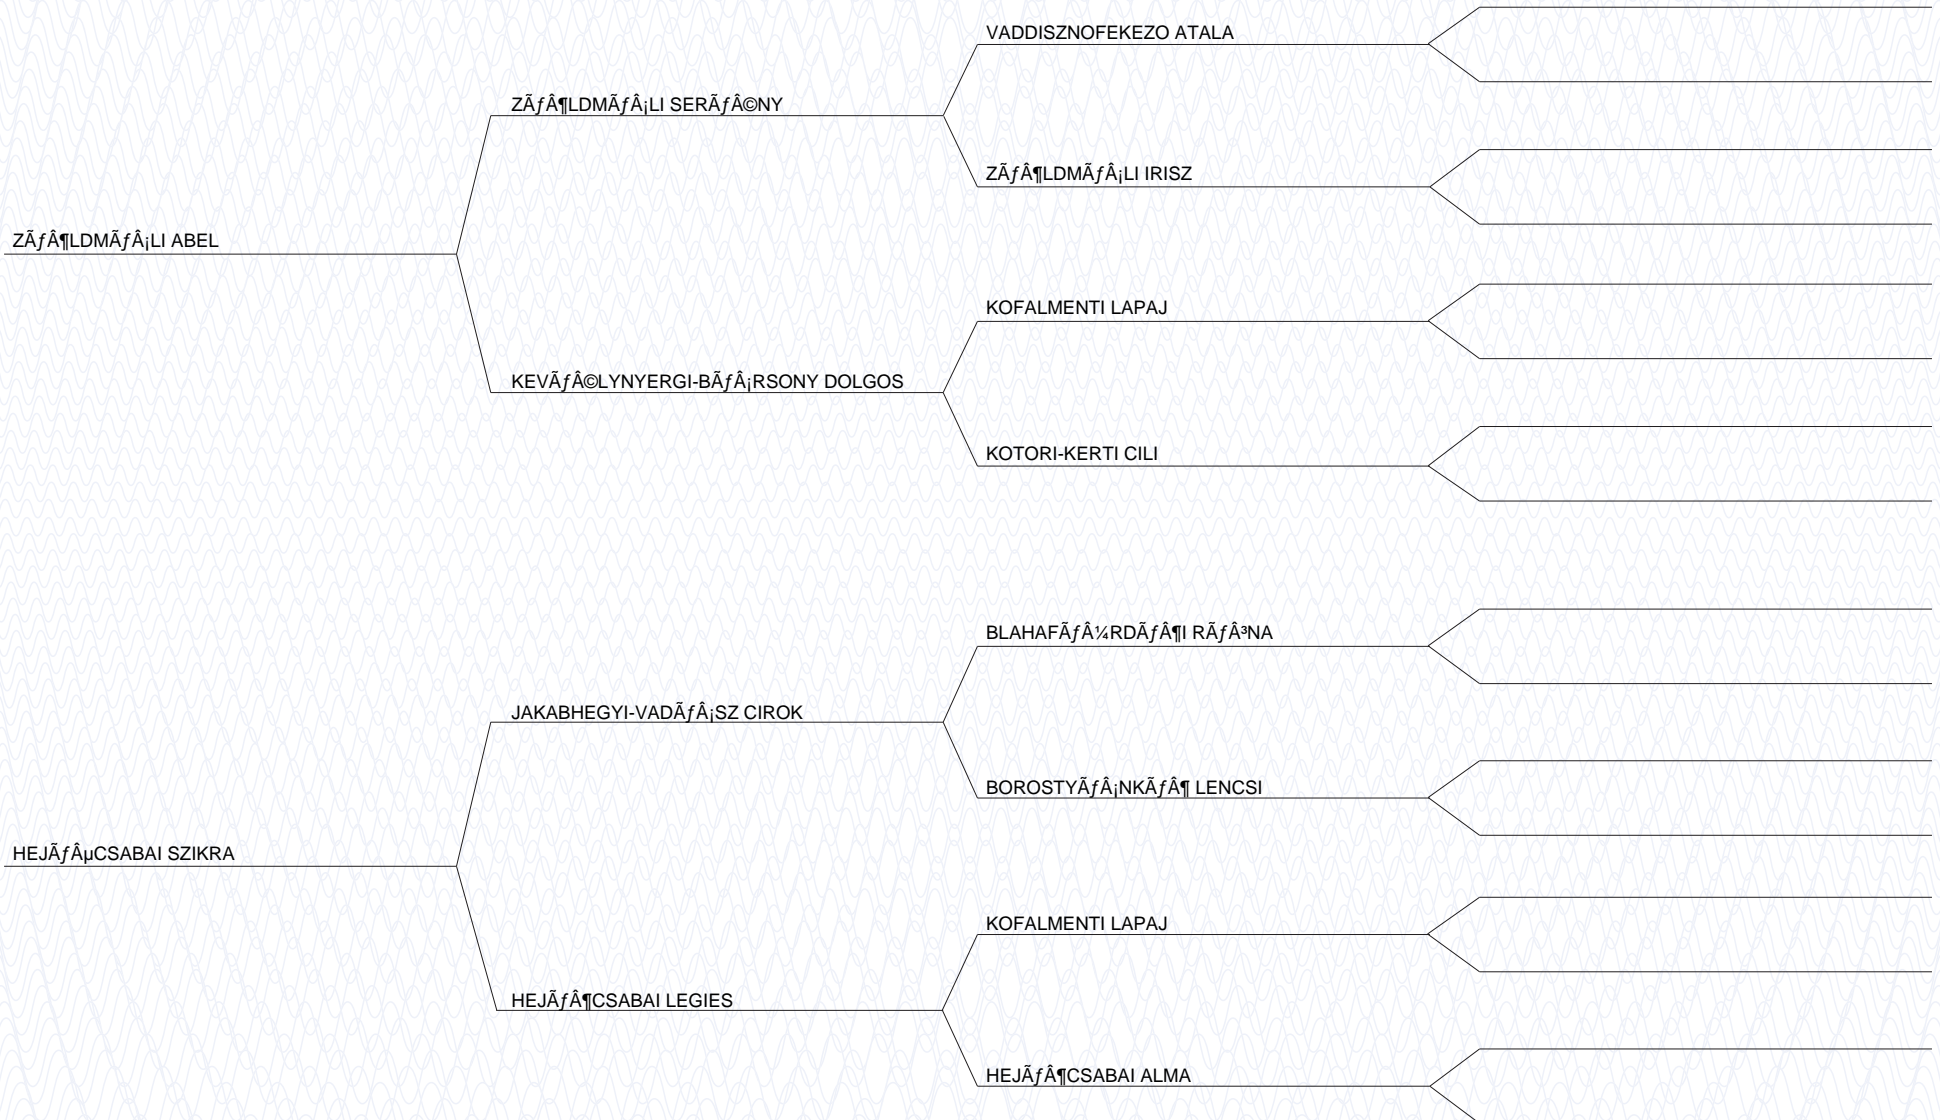 VADDISZNOFEKEZO ATALA
ZÃƒÂ¶LDMÃƒÂ¡LI SERÃƒÂ©NY
ZÃƒÂ¶LDMÃƒÂ¡LI IRISZ
ZÃƒÂ¶LDMÃƒÂ¡LI ABEL
KOFALMENTI LAPAJ
KEVÃƒÂ©LYNYERGI-BÃƒÂ¡RSONY DOLGOS
KOTORI-KERTI CILI
BLAHAFÃƒÂ¼RDÃƒÂ¶I RÃƒÂ³NA
JAKABHEGYI-VADÃƒÂ¡SZ CIROK
BOROSTYÃƒÂ¡NKÃƒÂ¶ LENCSI
HEJÃƒÂµCSABAI SZIKRA
KOFALMENTI LAPAJ
HEJÃƒÂ¶CSABAI LEGIES
HEJÃƒÂ¶CSABAI ALMA